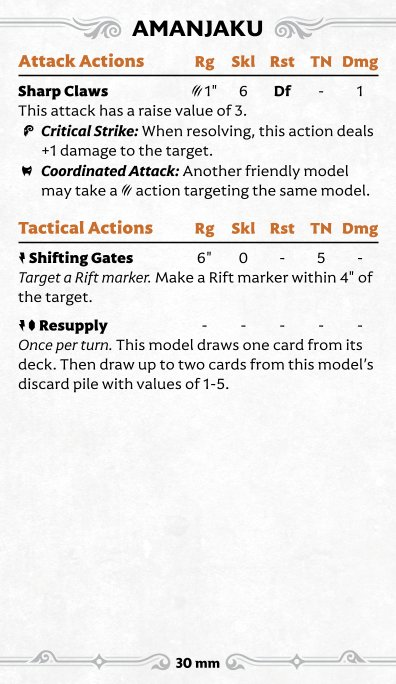 AMANJAKU
Attack Actions Rg Skl Rst TN Dmg
Sharp Claws 1" 6 Df - 1
This attack has a raise value of 3.
Critical Strike: When resolving, this action deals
+1 damage to the target.
Coordinated Attack: Another friendly model
may take a action targeting the same model.
Tactical Actions Rg Skl Rst TN Dmg
Shifting Gates 6" 0 - 5 -
Target a Rift marker. Make a Rift marker within 4" of
the target.
Resupply - - - - -
Once per turn. This model draws one card from its
deck. Then draw up to two cards from this model's
discard pile with values of 1-5.
30 mm